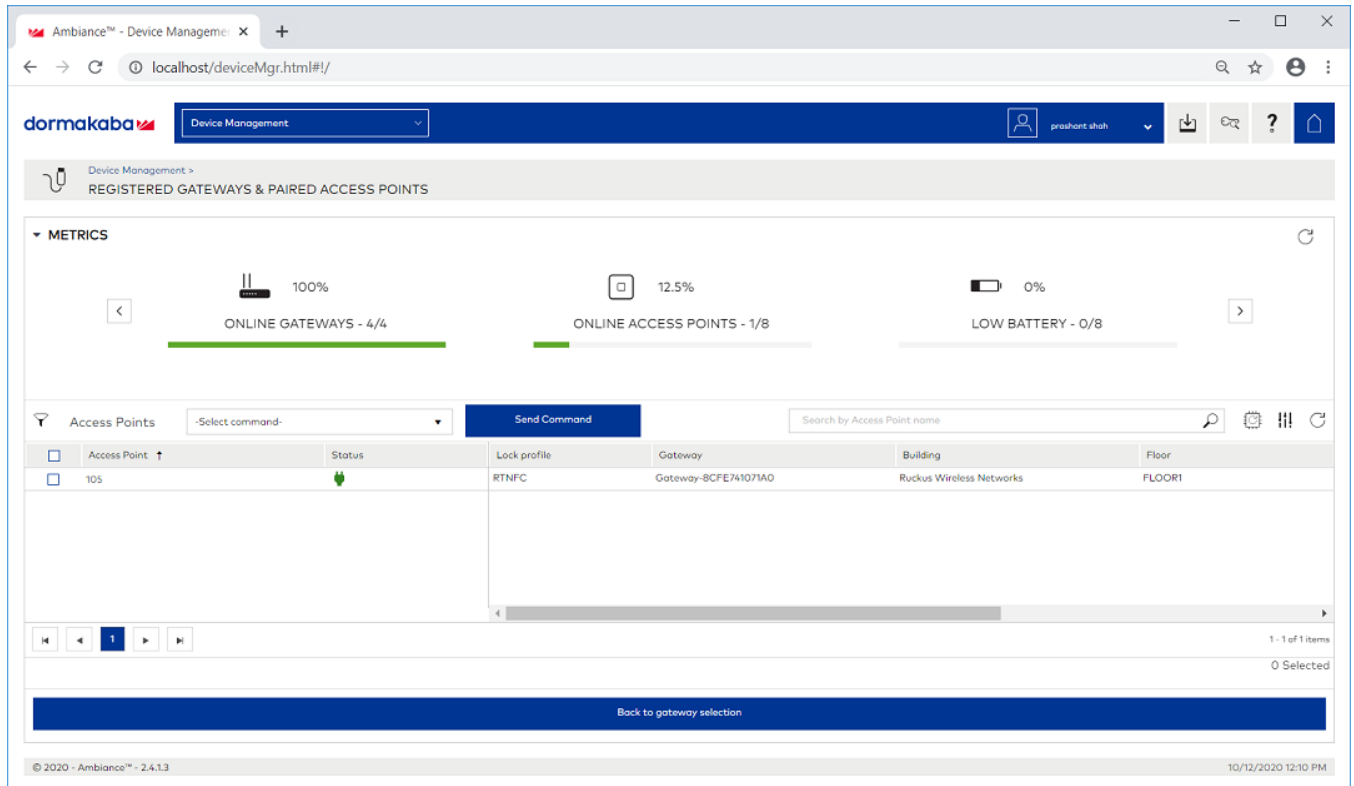 Ambiance™ - Device Managemer
localhost/deviceMgr.html#!/
dormakaba
Device Management
prashant shah
?
Device Management >
REGISTERED GATEWAYS & PAIRED ACCESS POINTS
METRICS
100%
12.5%
0%
ONLINE GATEWAYS - 4/4
ONLINE ACCESS POINTS - 1/8
LOW BATTERY - 0/8
Access Points
-Select command-
Send Command
Search by Access Point name
Access Point Status Lock profile Gateway Building Floor
105 RTNFC Gateway-8CFE741071A0 Ruckus Wireless Networks FLOOR1
1
1 - 1 of 1 items
0 Selected
Back to gateway selection
© 2020 - Ambiance™ - 2.4.1.3
10/12/2020 12:10 PM